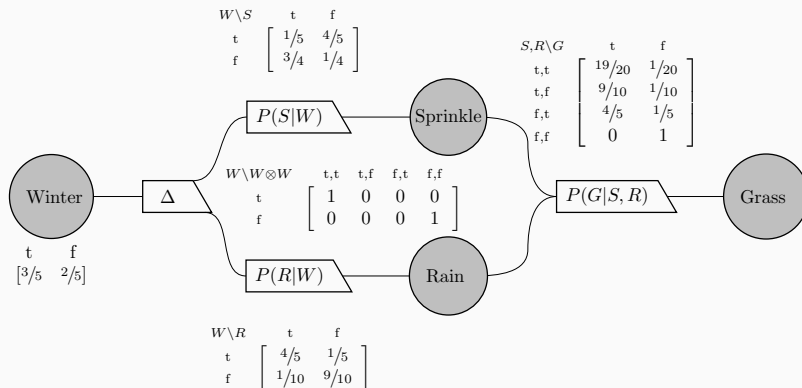 W\S t f
t [ 1/5 4/5 ]
f [ 3/4 1/4 ]
S,R\G t f
t,t [ 19/20 1/20 ]
t,f [ 9/10 1/10 ]
f,t [ 4/5 1/5 ]
f,f [ 0 1 ]
P(S|W)
Sprinkle
W\W⊗W t,t t,f f,t f,f
t [ 1 0 0 0 ]
f [ 0 0 0 1 ]
Winter
Δ
P(G|S, R)
Grass
t f
[3/5 2/5]
P(R|W)
Rain
W\R t f
t [ 4/5 1/5 ]
f [ 1/10 9/10 ]